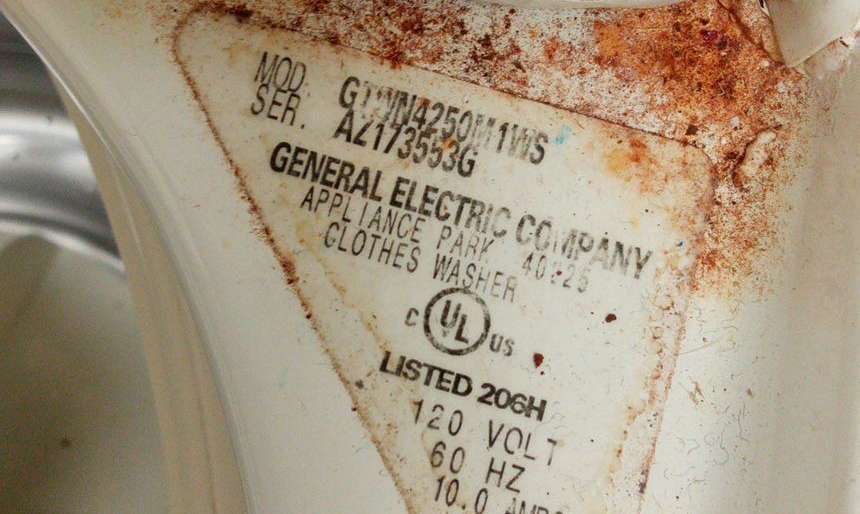 MOD. GTWN4250M1WS
SER. AZ173553G
GENERAL ELECTRIC COMPANY
APPLIANCE PARK 40225
CLOTHES WASHER
C UL US
LISTED 206H
120 VOLT
60 HZ
10.0 AMPS